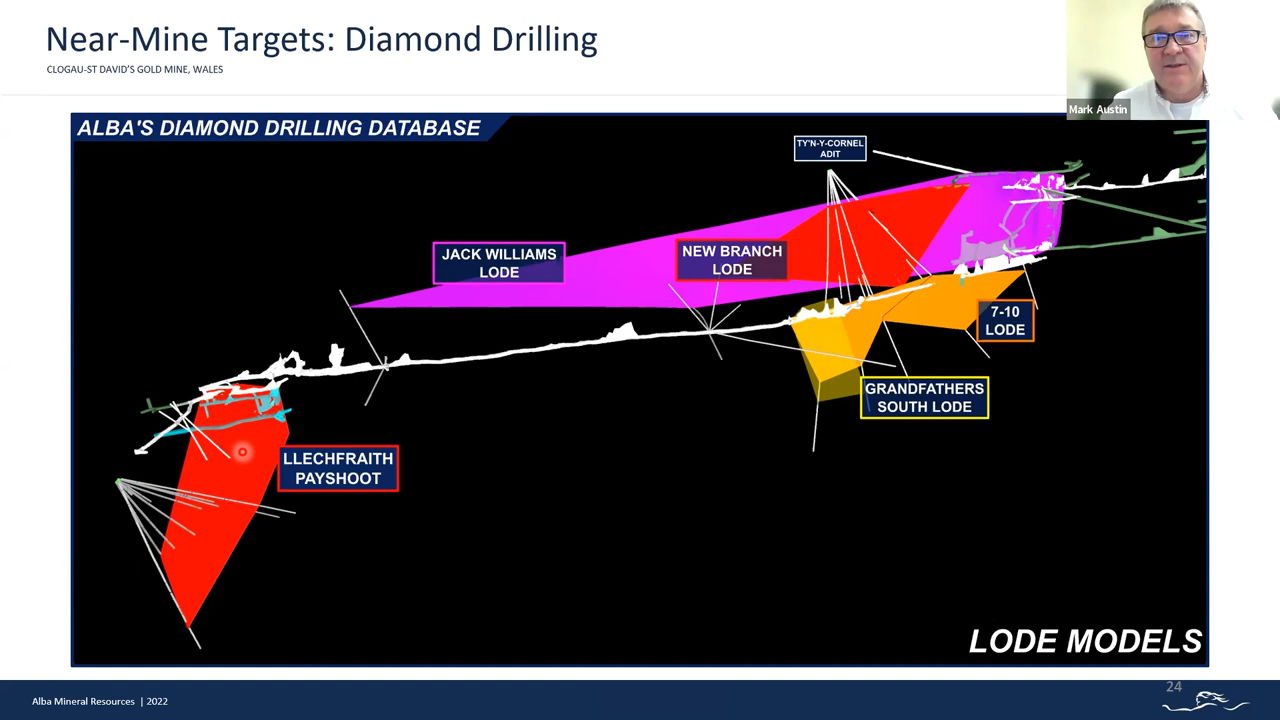 Near-Mine Targets: Diamond Drilling
CLOGAU-ST DAVID'S GOLD MINE, WALES
Mark Austin
ALBA'S DIAMOND DRILLING DATABASE
TY'N-Y-CORNEL
ADIT
JACK WILLIAMS
LODE
NEW BRANCH
LODE
7-10
LODE
GRANDFATHERS
SOUTH LODE
LLECHFRAITH
PAYSHOOT
LODE MODELS
Alba Mineral Resources | 2022
24